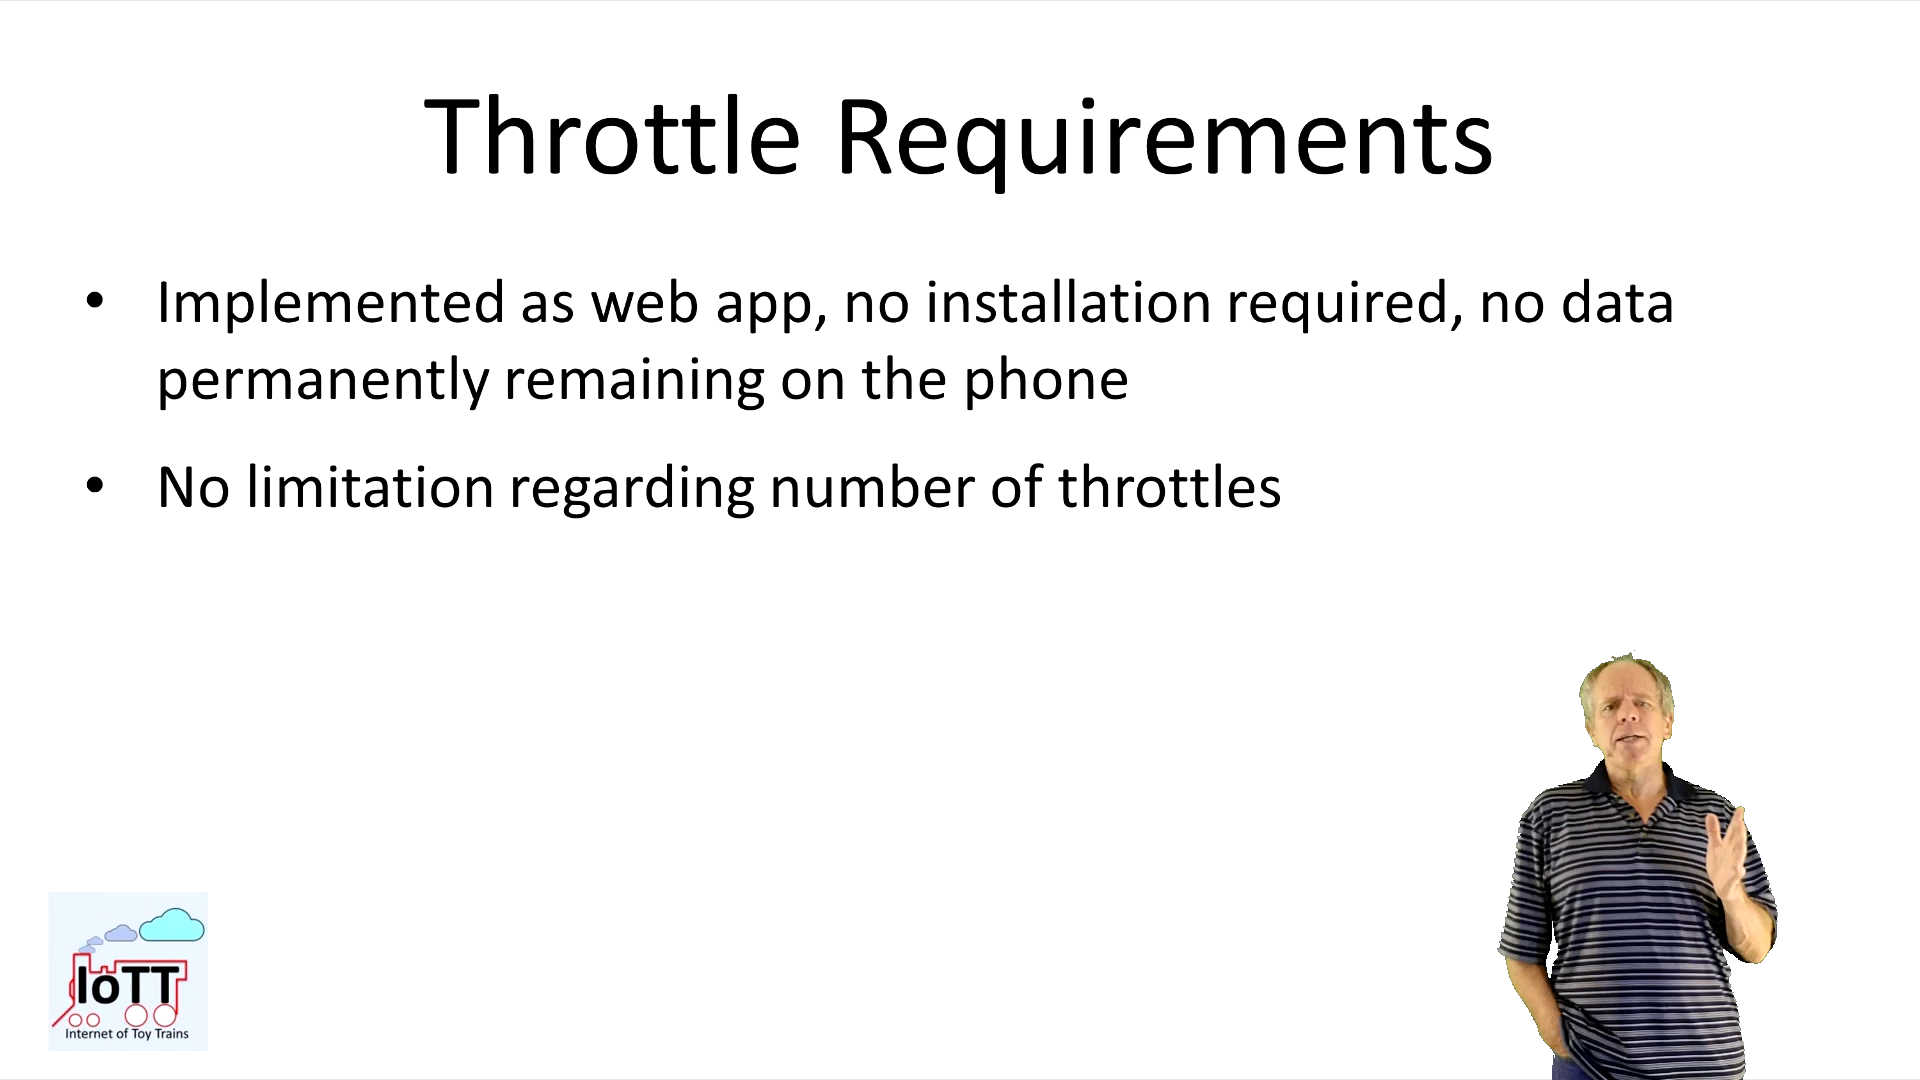 Throttle Requirements
• Implemented as web app, no installation required, no data
permanently remaining on the phone
• No limitation regarding number of throttles
IoTT
Internet of Toy Trains